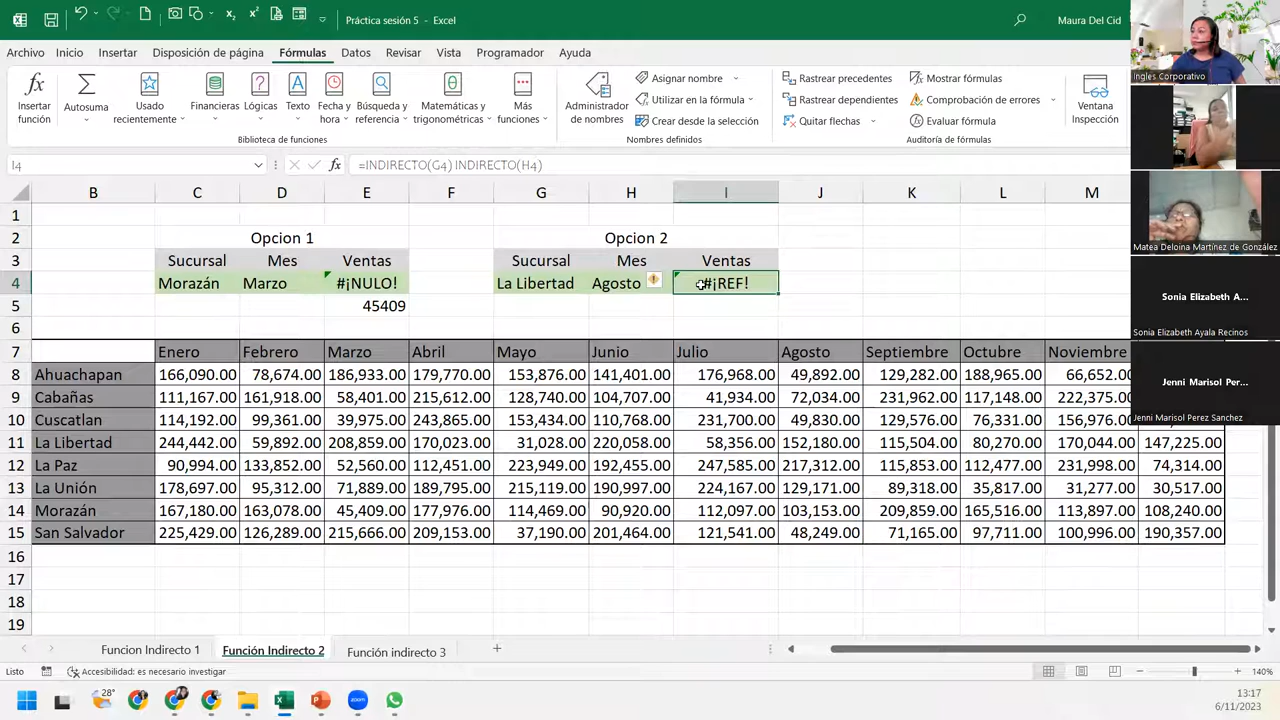 Práctica sesión 5 - Excel
Maura Del Cid
Archivo Inicio Insertar Disposición de página Fórmulas Datos Revisar Vista Programador Ayuda
Insertar función
Autosuma
Usado recientemente
Financieras
Lógicas
Texto
Fecha y hora
Búsqueda y referencia
Matemáticas y trigonométricas
Más funciones
Biblioteca de funciones
Administrador de nombres
Asignar nombre
Utilizar en la fórmula
Crear desde la selección
Nombres definidos
Rastrear precedentes
Rastrear dependientes
Quitar flechas
Mostrar fórmulas
Comprobación de errores
Evaluar fórmula
Auditoría de fórmulas
Ventana Inspección
I4
fx =INDIRECTO(G4) INDIRECTO(H4)
B C D E F G H I J K L M
1
2 Opcion 1 Opcion 2
3 Sucursal Mes Ventas Sucursal Mes Ventas
4 Morazán Marzo #¡NULO! La Libertad Agosto #¡REF!
5 45409
6
7 Enero Febrero Marzo Abril Mayo Junio Julio Agosto Septiembre Octubre Noviembre
8 Ahuachapan 166,090.00 78,674.00 186,933.00 179,770.00 153,876.00 141,401.00 176,968.00 49,892.00 129,282.00 188,965.00 66,652.00
9 Cabañas 111,167.00 161,918.00 58,401.00 215,612.00 128,740.00 104,707.00 41,934.00 72,034.00 231,962.00 117,148.00 222,375.00
10 Cuscatlan 114,192.00 99,361.00 39,975.00 243,865.00 153,434.00 110,768.00 231,700.00 49,830.00 129,576.00 76,331.00 156,976.00
11 La Libertad 244,442.00 59,892.00 208,859.00 170,023.00 31,028.00 220,058.00 58,356.00 152,180.00 115,504.00 80,270.00 170,044.00 147,225.00
12 La Paz 90,994.00 133,852.00 52,560.00 112,451.00 223,949.00 192,455.00 247,585.00 217,312.00 115,853.00 112,477.00 231,998.00 74,314.00
13 La Unión 178,697.00 95,312.00 71,889.00 189,795.00 215,119.00 190,997.00 224,167.00 129,171.00 89,318.00 35,817.00 31,277.00 30,517.00
14 Morazán 167,180.00 163,078.00 45,409.00 177,976.00 114,469.00 90,920.00 112,097.00 103,153.00 209,859.00 165,516.00 113,897.00 108,240.00
15 San Salvador 225,429.00 126,289.00 215,666.00 209,153.00 37,190.00 201,464.00 121,541.00 48,249.00 71,165.00 97,711.00 100,996.00 190,357.00
16
17
18
19
Función Indirecto 1 Función Indirecto 2 Función indirecto 3
Listo Accesibilidad: es necesario investigar 140%
28°
13:17
6/11/2023
Ingles Corporativo
Matea Deloina Martínez de González
Sonia Elizabeth A...
Sonia Elizabeth Ayala Recinos
Jenni Marisol Per...
Jenni Marisol Perez Sanchez